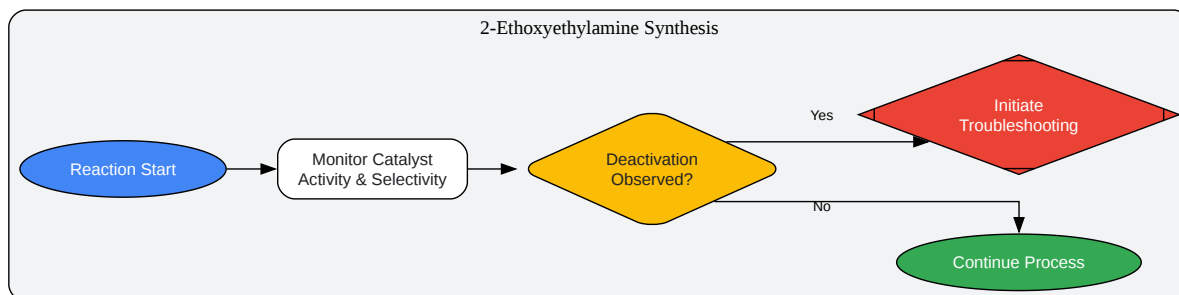 2-Ethoxyethylamine Synthesis
Reaction Start
Monitor Catalyst
Activity & Selectivity
Deactivation
Observed?
Yes
Initiate
Troubleshooting
No
Continue Process